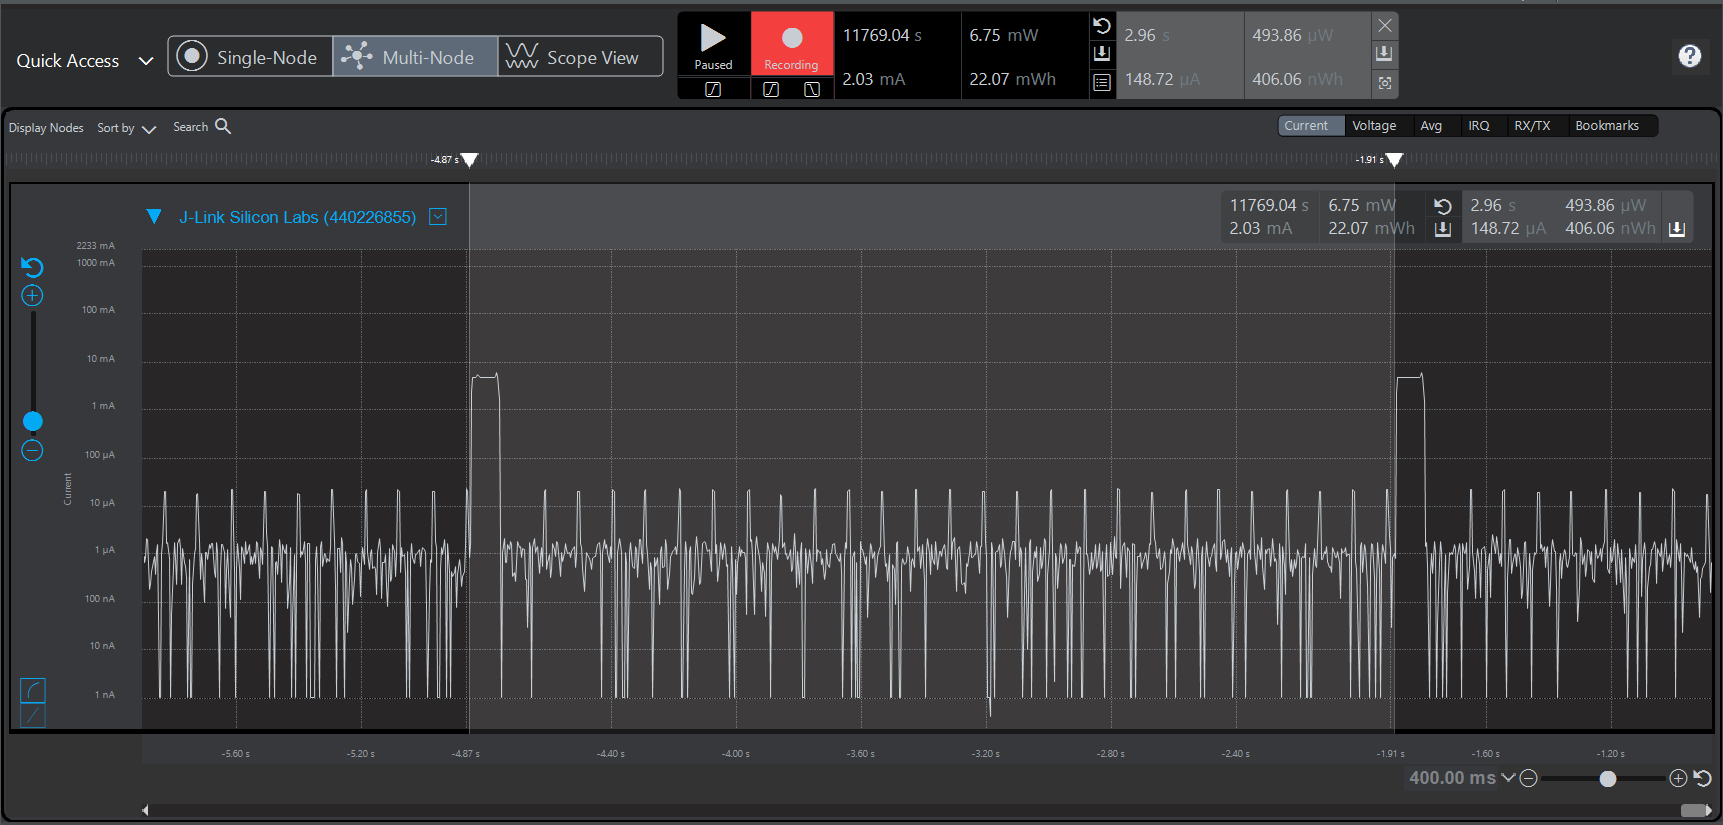 Quick Access
Single-Node
Multi-Node
Scope View
Paused
Recording
11769.04 s
6.75 mW
2.03 mA
22.07 mWh
2.96 s
493.86 µW
148.72 µA
406.06 nWh
Display Nodes
Sort by
Search
Current
Voltage
Avg
IRQ
RX/TX
Bookmarks
-4.87 s
-1.91 s
J-Link Silicon Labs (440226855)
11769.04 s
6.75 mW
2.96 s
493.86 µW
2.03 mA
22.07 mWh
148.72 µA
406.06 nWh
2233 mA
1000 mA
100 mA
10 mA
1 mA
100 µA
10 µA
1 µA
100 nA
10 nA
1 nA
Current
-5.60 s
-5.20 s
-4.87 s
-4.40 s
-4.00 s
-3.60 s
-3.20 s
-2.80 s
-2.40 s
-1.91 s
-1.60 s
-1.20 s
400.00 ms